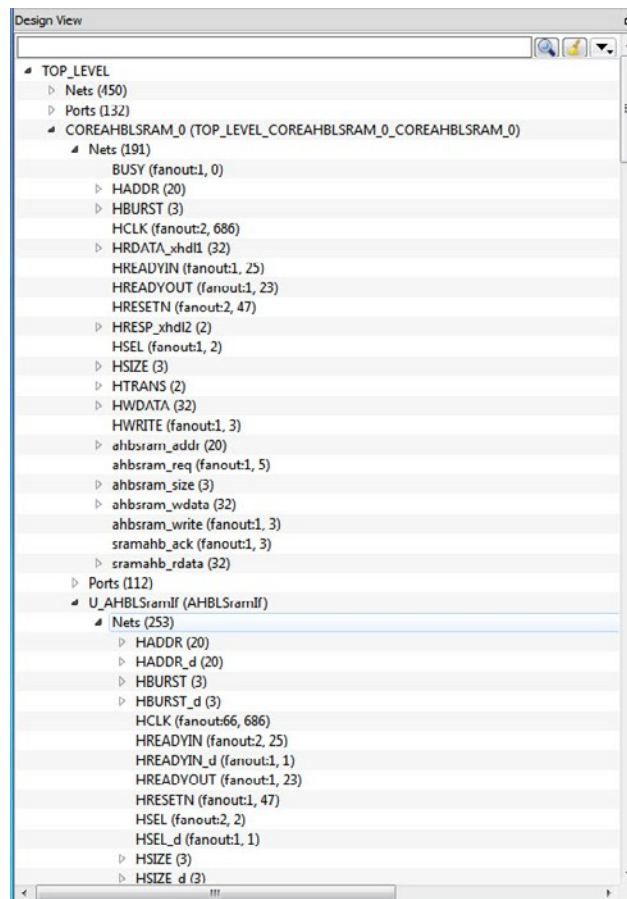 Design View
TOP_LEVEL
Nets (450)
Ports (132)
COREAHBLSRAM_0 (TOP_LEVEL_COREAHBLSRAM_0_COREAHBLSRAM_0)
Nets (191)
BUSY (fanout:1, 0)
HADDR (20)
HBURST (3)
HCLK (fanout:2, 686)
HRDATA_xhdl1 (32)
HREADYIN (fanout:1, 25)
HREADYOUT (fanout:1, 23)
HRESETN (fanout:2, 47)
HRESP_xhdl2 (2)
HSEL (fanout:1, 2)
HSIZE (3)
HTRANS (2)
HWDATA (32)
HWRITE (fanout:1, 3)
ahbsram_addr (20)
ahbsram_req (fanout:1, 5)
ahbsram_size (3)
ahbsram_wdata (32)
ahbsram_write (fanout:1, 3)
sramahb_ack (fanout:1, 3)
sramahb_rdata (32)
Ports (112)
U_AHBLSramIf (AHBLSramIf)
Nets (253)
HADDR (20)
HADDR_d (20)
HBURST (3)
HBURST_d (3)
HCLK (fanout:66, 686)
HREADYIN (fanout:2, 25)
HREADYIN_d (fanout:1, 1)
HREADYOUT (fanout:1, 23)
HRESETN (fanout:1, 47)
HSEL (fanout:2, 2)
HSEL_d (fanout:1, 1)
HSIZE (3)
HSIZE_d (3)